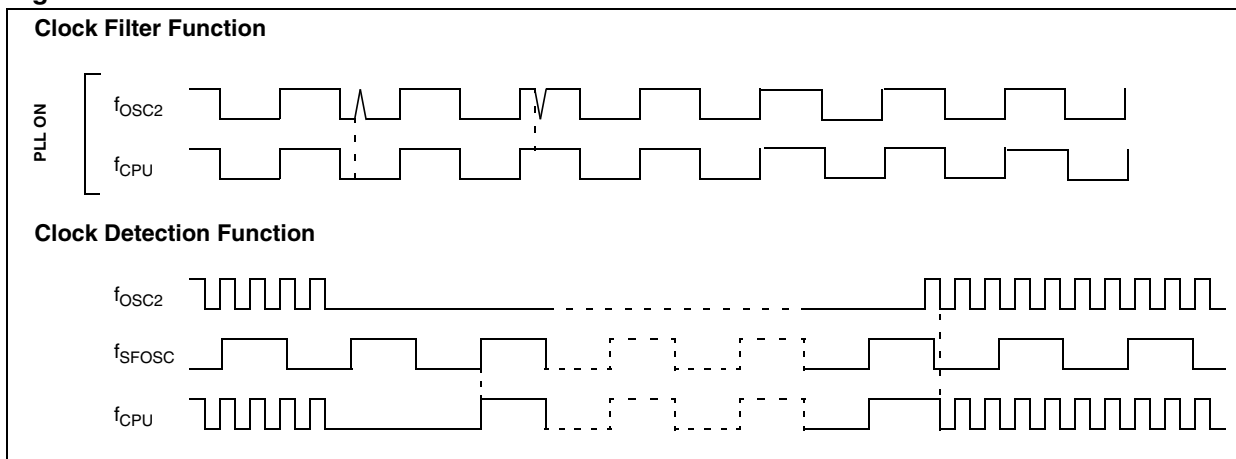 Clock Filter Function
PLL ON
fOSC2
fCPU
Clock Detection Function
fOSC2
fSFOSC
fCPU